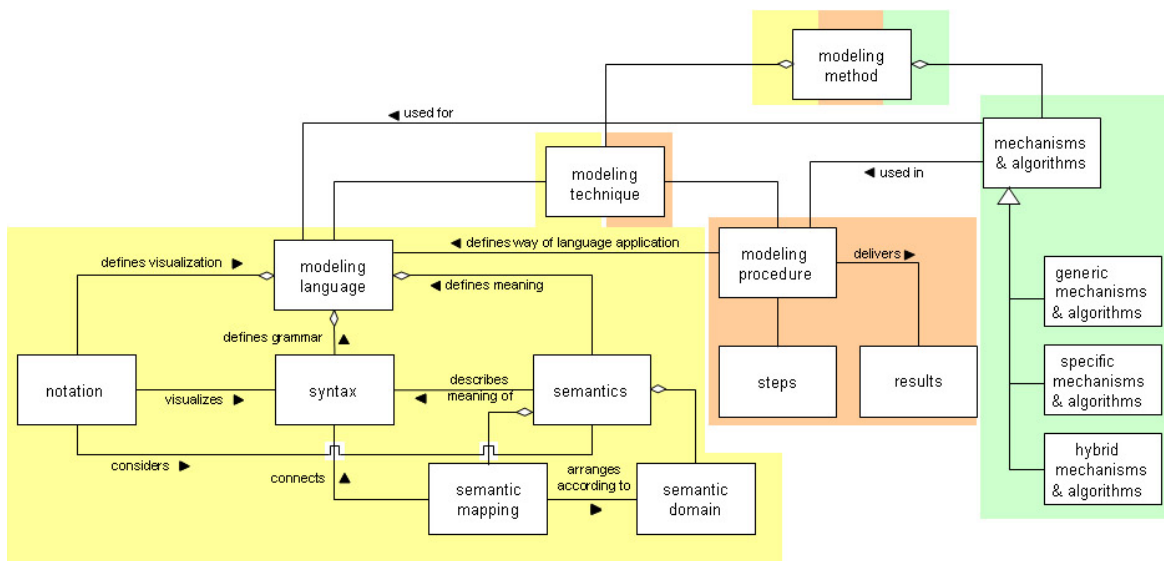 modeling
method
◄ used for
mechanisms
& algorithms
modeling
technique
◄ used in
◄ defines way of language application
modeling
procedure
delivers ►
defines visualization ►
modeling
language
◄ defines meaning
generic
mechanisms
& algorithms
defines grammar ▲
notation
visualizes ►
syntax
describes
meaning of
◄
semantics
steps
results
specific
mechanisms
& algorithms
considers ►
connects ▲
semantic
mapping
arranges
according to
►
semantic
domain
hybrid
mechanisms
& algorithms